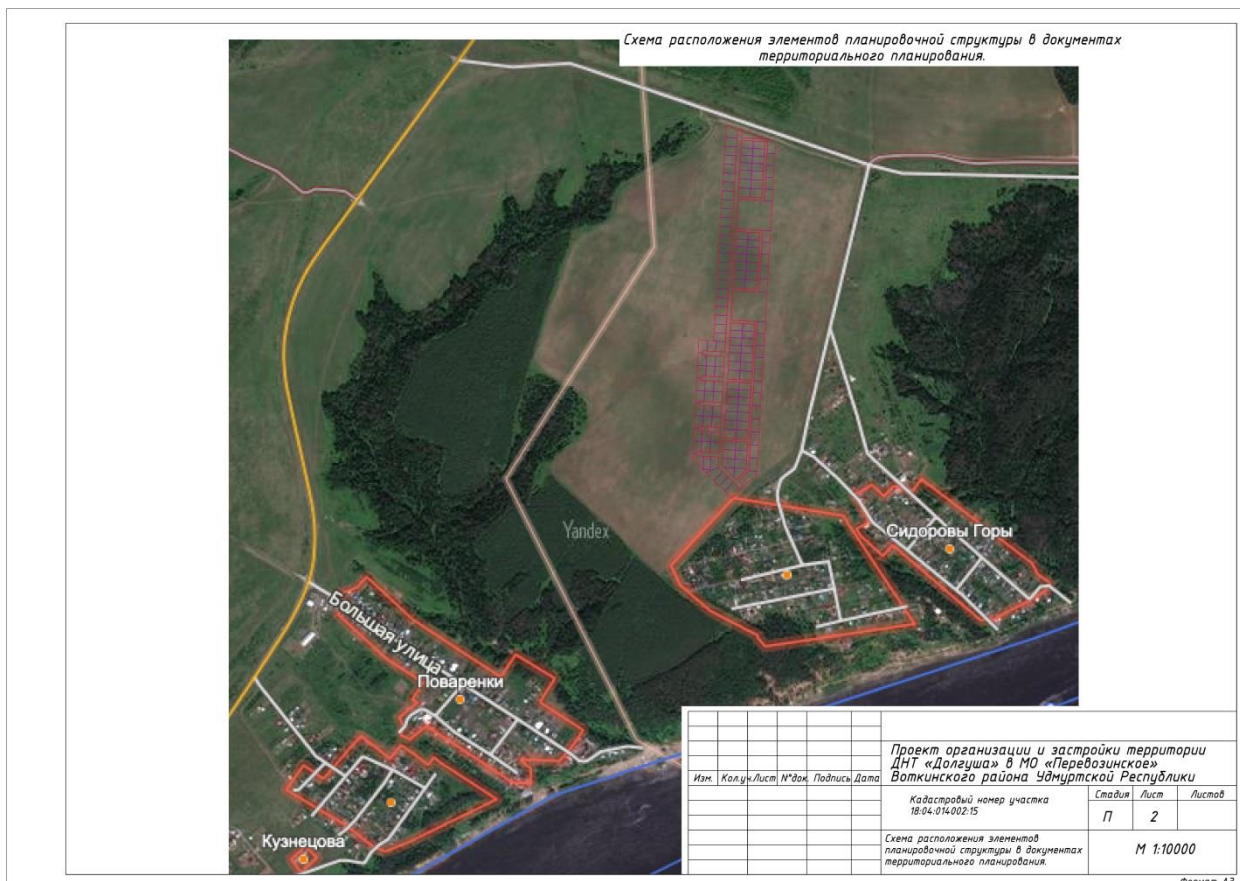 Схема расположения элементов планировочной структуры в документах
территориального планирования.
Yandex
Сидоровы Горы
Большая улица
Поваренки
Кузнецова
Проект организации и застройки территории
ДНТ «Долгуша» в МО «Перевозинское»
Воткинского района Удмуртской Республики
Изм. Кол.уч. Лист N°док. Подпись Дата
Кадастровый номер участка
18:04:014002:15
Стадия Лист Листов
П 2
Схема расположения элементов
планировочной структуры в документах
территориального планирования.
М 1:10000
Формат А3